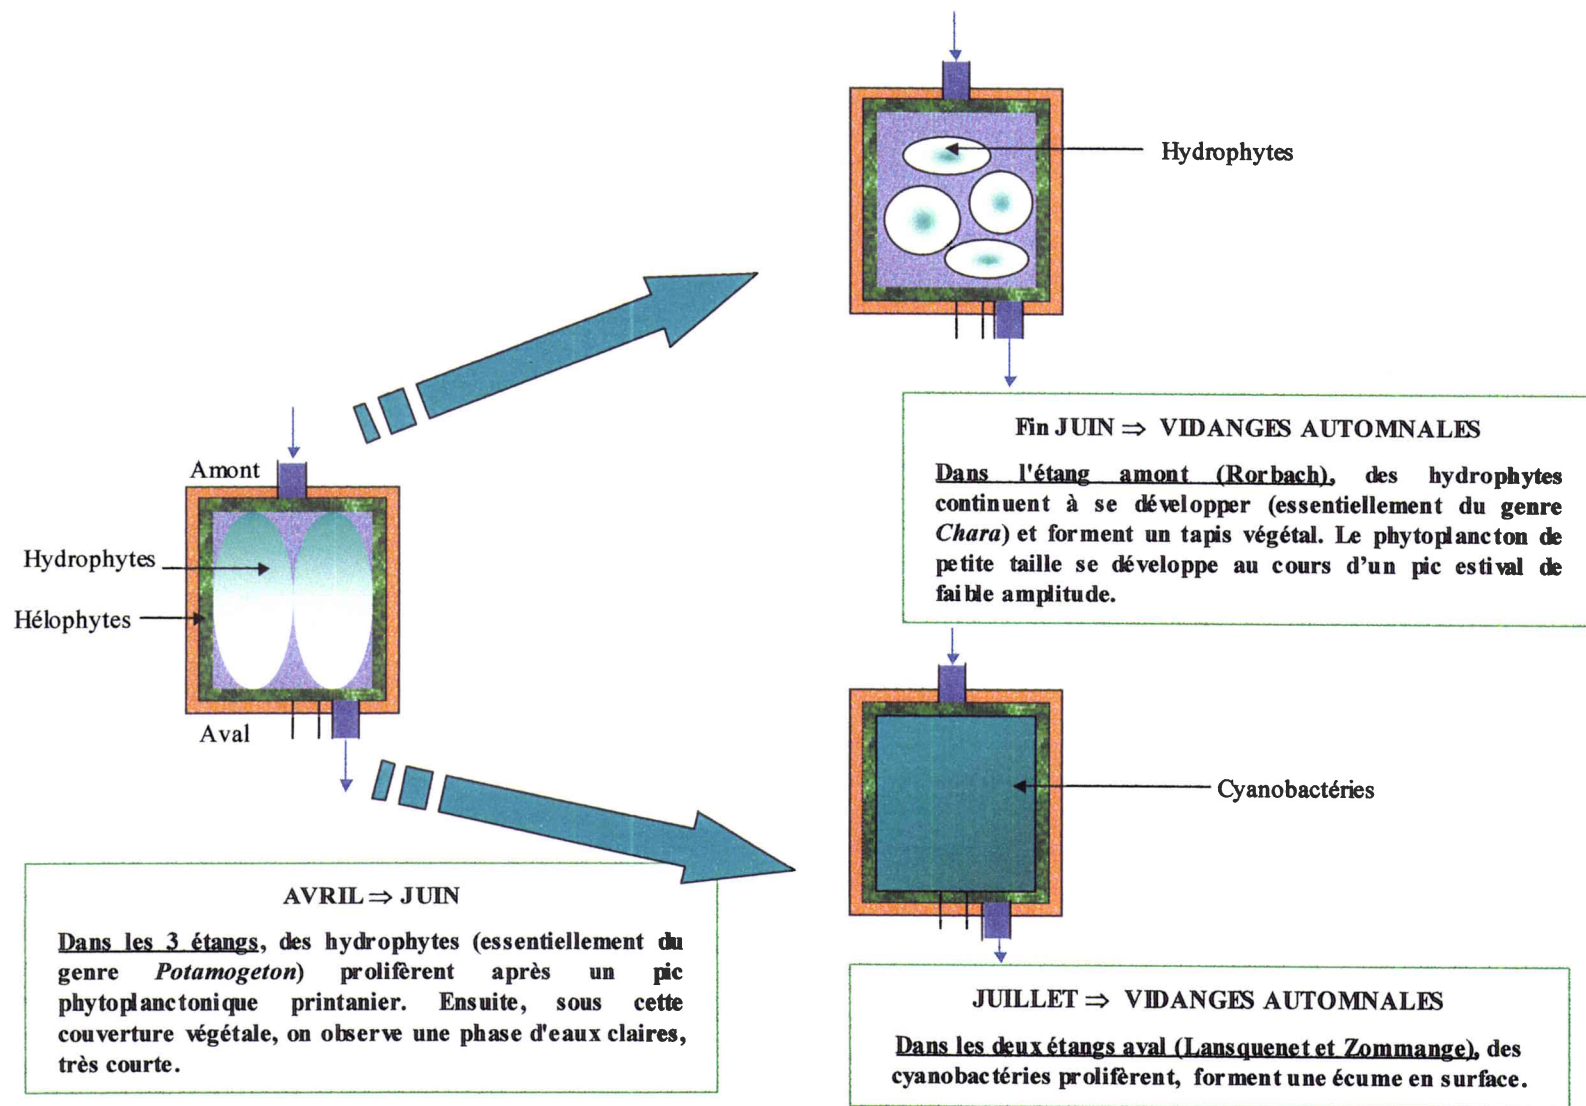 Amont
Hydrophytes
Hélophytes
Aval
AVRIL ⇒ JUIN
Dans les 3 étangs, des hydrophytes (essentiellement du
genre Potamogeton) prolifèrent après un pic
phytoplanctonique printanier. Ensuite, sous cette
couverture végétale, on observe une phase d'eaux claires,
très courte.
Hydrophytes
Fin JUIN ⇒ VIDANGES AUTOMNALES
Dans l'étang amont (Rorbach), des hydrophytes
continuent à se développer (essentiellement du genre
Chara) et forment un tapis végétal. Le phytoplancton de
petite taille se développe au cours d'un pic estival de
faible amplitude.
Cyanobactéries
JUILLET ⇒ VIDANGES AUTOMNALES
Dans les deux étangs aval (Lansquenet et Zommange), des
cyanobactéries prolifèrent, forment une écume en surface.